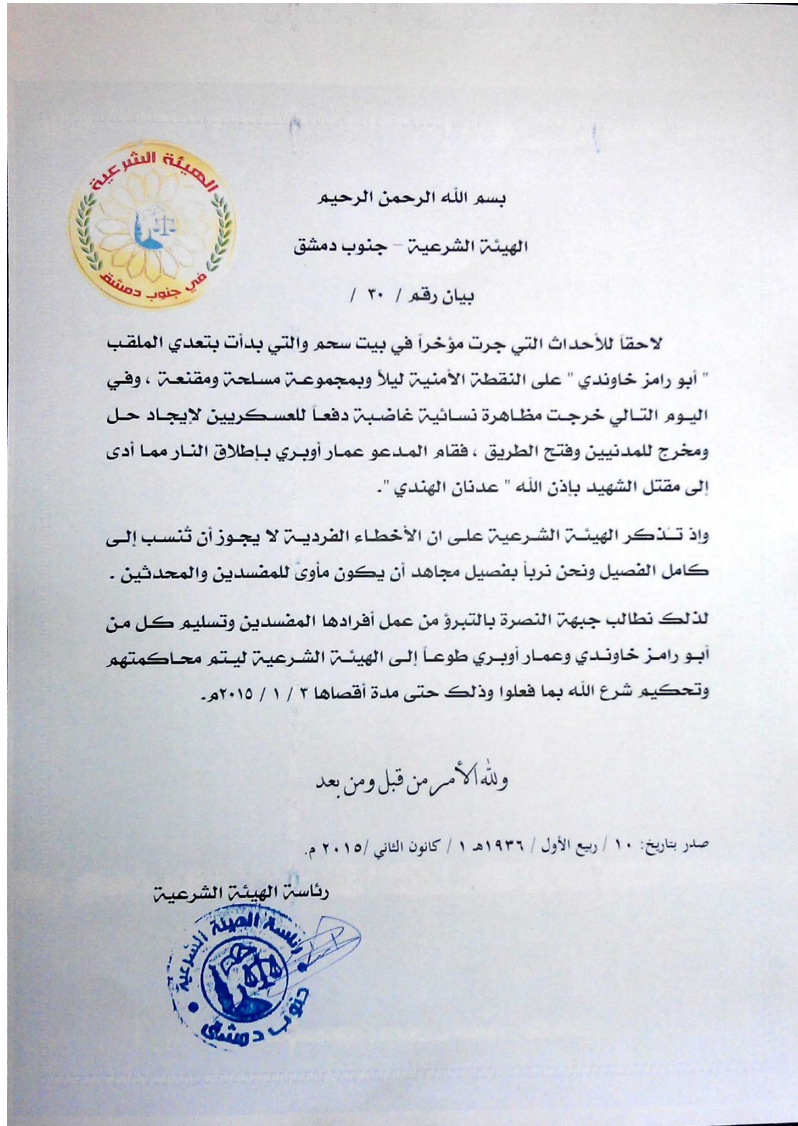 الهيئة الشرعية
في جنوب دمشق
بسم الله الرحمن الرحيم
الهيئة الشرعية – جنوب دمشق
بيان رقم / ٣٠ /
لاحقاً للأحداث التي جرت مؤخراً في بيت سحم والتي بدأت بتعدي الملقب
" أبو رامز خاوندي " على النقطة الأمنية ليلاً وبمجموعة مسلحة ومقنعة ، وفي
اليوم التالي خرجت مظاهرة نسائية غاضبة دفعاً للعسكريين لايجاد حل
ومخرج للمدنيين وفتح الطريق ، فقام المدعو عمار أوبري بإطلاق النار مما أدى
إلى مقتل الشهيد بإذن الله " عدنان الهندي "۔
وإذ تُذكر الهيئة الشرعية على ان الأخطاء الفردية لا يجوز أن تُنسب إلى
كامل الفصيل ونحن نربأ بفصيل مجاهد أن يكون مأوىً للمفسدين والمحدثين .
لذلك نطالب جبهة النصرة بالتبرؤ من عمل أفرادها المفسدين وتسليم كل من
أبو رامز خاوندي وعمار أوبري طوعاً إلى الهيئة الشرعية ليتم محاكمتهم
وتحكيم شرع الله بما فعلوا وذلك حتى مدة أقصاها ٣ / ١ / ٢٠١٥م۔
ولله الأمر من قبل ومن بعد
صدر بتاريخ: ١٠ / ربيع الأول / ١٩٣٦هـ ١ / كانون الثاني /٢٠١٥ م.
رئاسة الهيئة الشرعية
رئاسة الهيئة الشرعية
جنوب دمشق